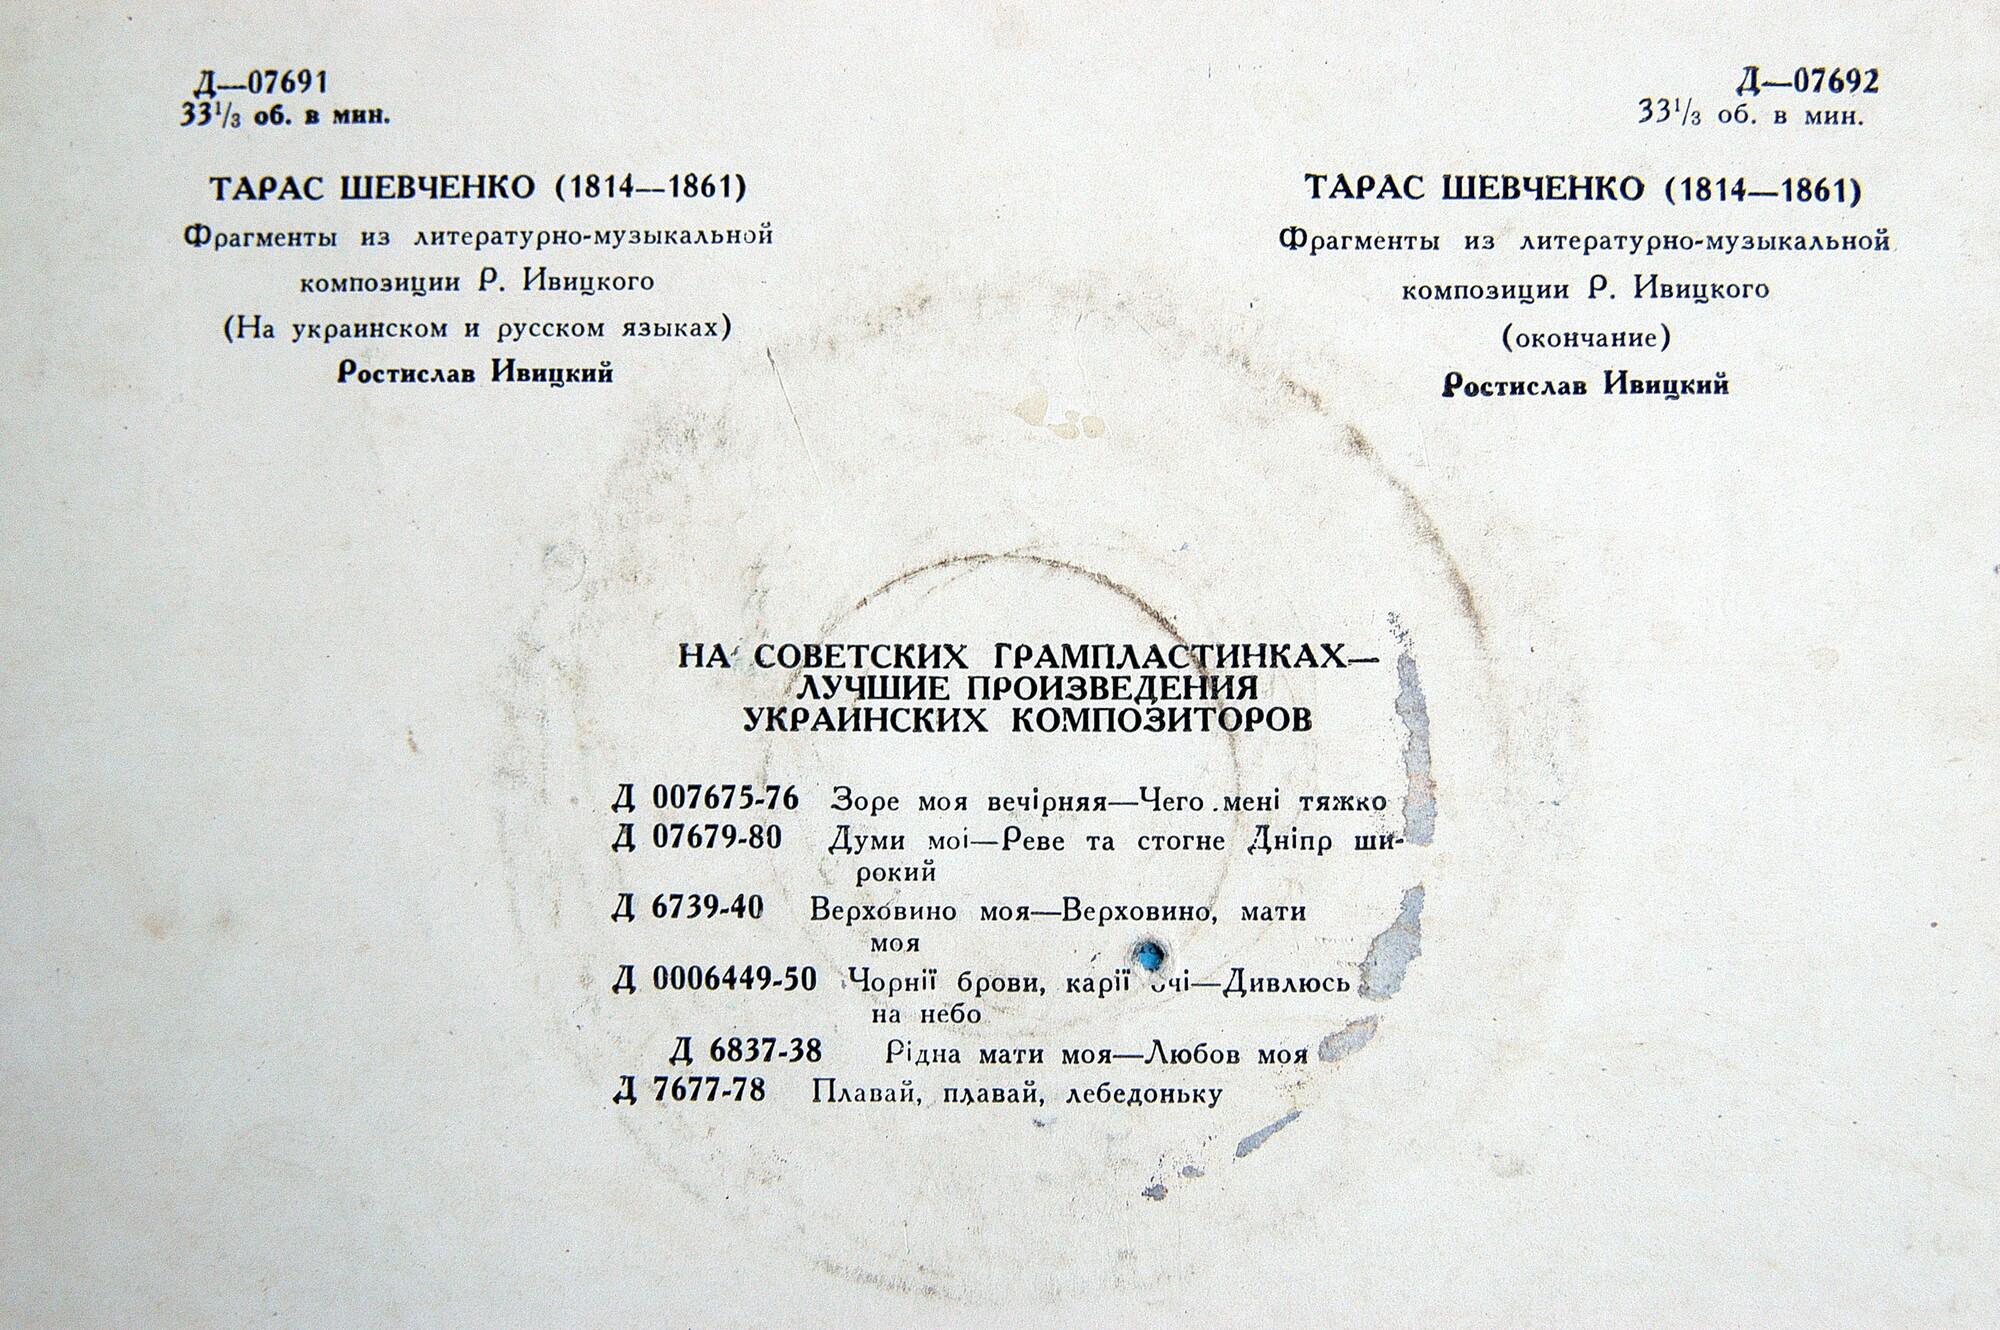 Д—07691
33¹/₃ об. в мин.
ТАРАС ШЕВЧЕНКО (1814—1861)
Фрагменты из литературно-музыкальной
композиции Р. Ивицкого
(На украинском и русском языках)
Ростислав Ивицкий
Д—07692
33¹/₃ об. в мин.
ТАРАС ШЕВЧЕНКО (1814—1861)
Фрагменты из литературно-музыкальной
композиции Р. Ивицкого
(окончание)
Ростислав Ивицкий
НА СОВЕТСКИХ ГРАМПЛАСТИНКАХ—
ЛУЧШИЕ ПРОИЗВЕДЕНИЯ
УКРАИНСКИХ КОМПОЗИТОРОВ
Д 007675-76 Зоре моя вечірняя—Чего мені тяжко
Д 07679-80 Думи моі—Реве та стогне Дніпр ши-
рокий
Д 6739-40 Верховино моя—Верховино, мати
моя
Д 0006449-50 Чорнії брови, карії очі—Дивлюсь
на небо
Д 6837-38 Рідна мати моя—Любов моя
Д 7677-78 Плавай, плавай, лебедоньку